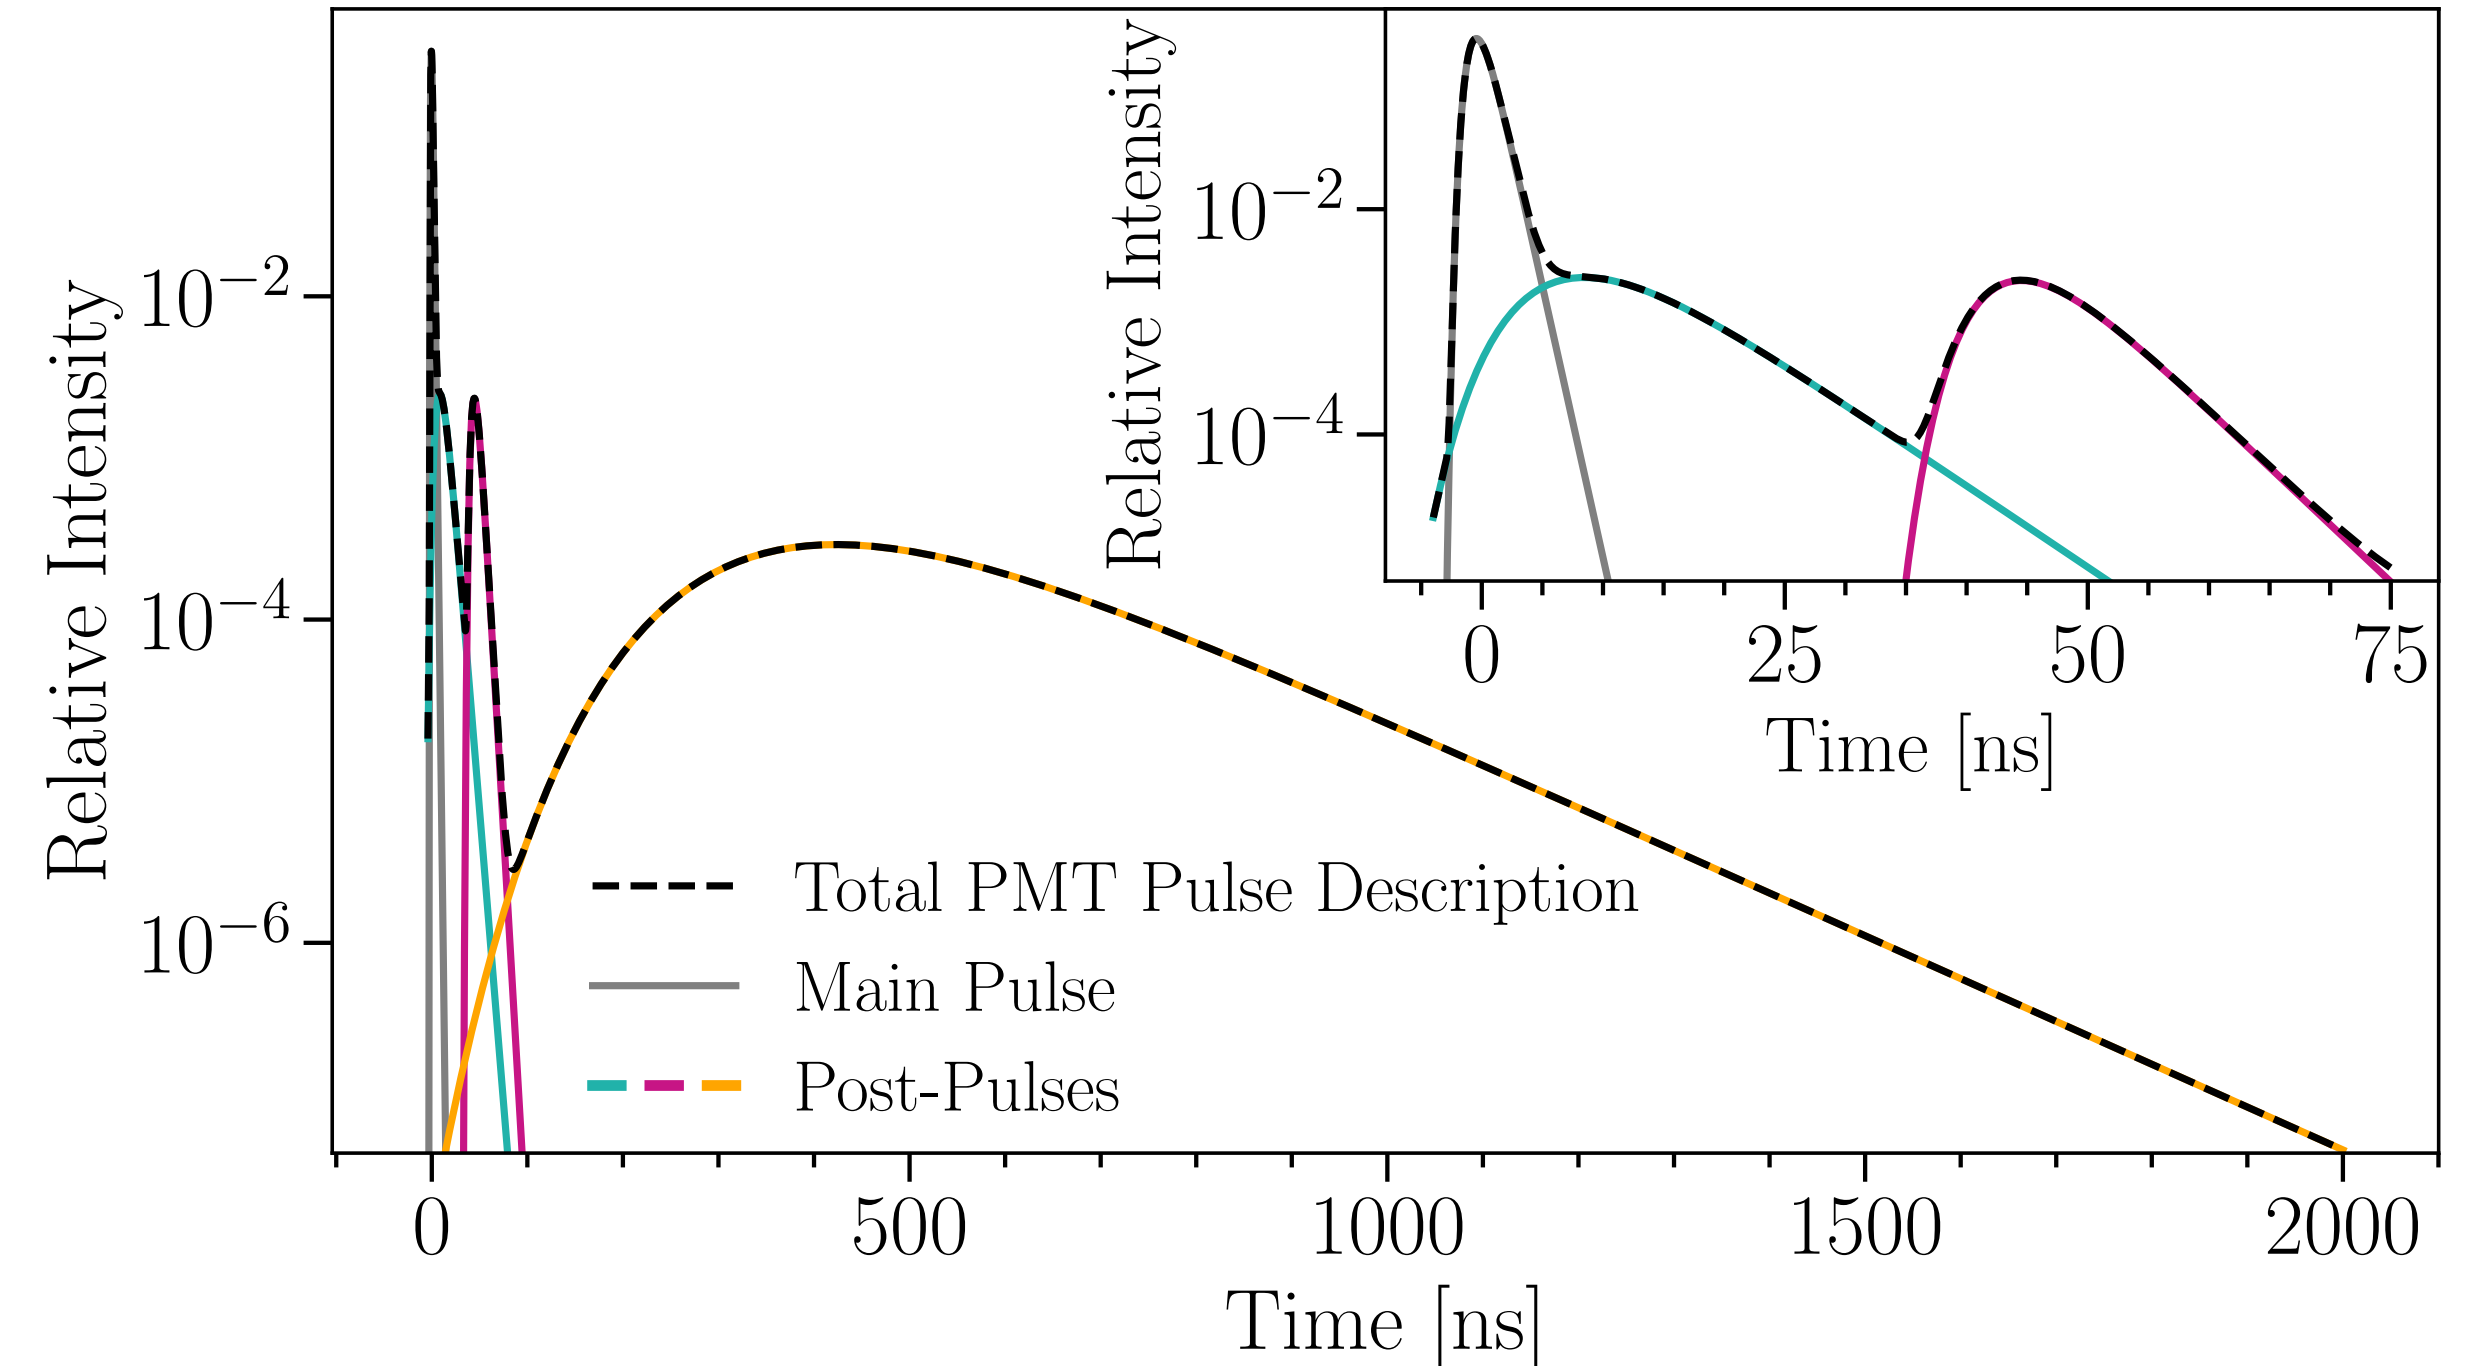 Relative Intensity
10⁻²
10⁻⁴
10⁻⁶
0 500 1000 1500 2000
Time [ns]
Relative Intensity
10⁻²
10⁻⁴
0 25 50 75
Time [ns]
Total PMT Pulse Description
Main Pulse
Post-Pulses